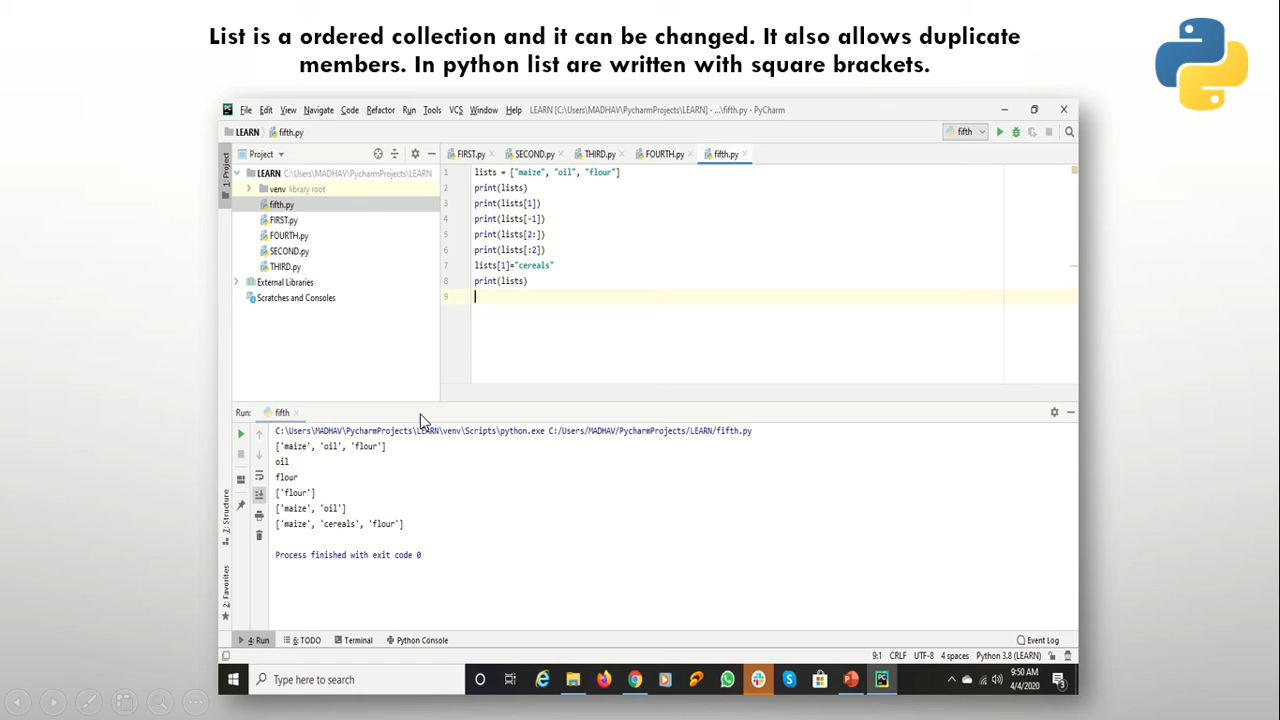 List is a ordered collection and it can be changed. It also allows duplicate
members. In python list are written with square brackets.
File Edit View Navigate Code Refactor Run Tools VCS Window Help LEARN [C:\Users\MADHAV\PycharmProjects\LEARN] - ...\fifth.py - PyCharm
LEARN fifth.py fifth
Project FIRST.py SECOND.py THIRD.py FOURTH.py fifth.py
1: Project
LEARN C:\Users\MADHAV\PycharmProjects\LEARN
venv library root
fifth.py
FIRST.py
FOURTH.py
SECOND.py
THIRD.py
External Libraries
Scratches and Consoles
1 lists = ["maize", "oil", "flour"]
2 print(lists)
3 print(lists[1])
4 print(lists[-1])
5 print(lists[2:])
6 print(lists[:2])
7 lists[1]="cereals"
8 print(lists)
9
Run: fifth
C:\Users\MADHAV\PycharmProjects\LEARN\venv\Scripts\python.exe C:/Users/MADHAV/PycharmProjects/LEARN/fifth.py
['maize', 'oil', 'flour']
oil
flour
['flour']
['maize', 'oil']
['maize', 'cereals', 'flour']
Process finished with exit code 0
7: Structure
2: Favorites
4: Run 6: TODO Terminal Python Console Event Log
9:1 CRLF UTF-8 4 spaces Python 3.8 (LEARN)
Type here to search
9:50 AM
4/4/2020
3